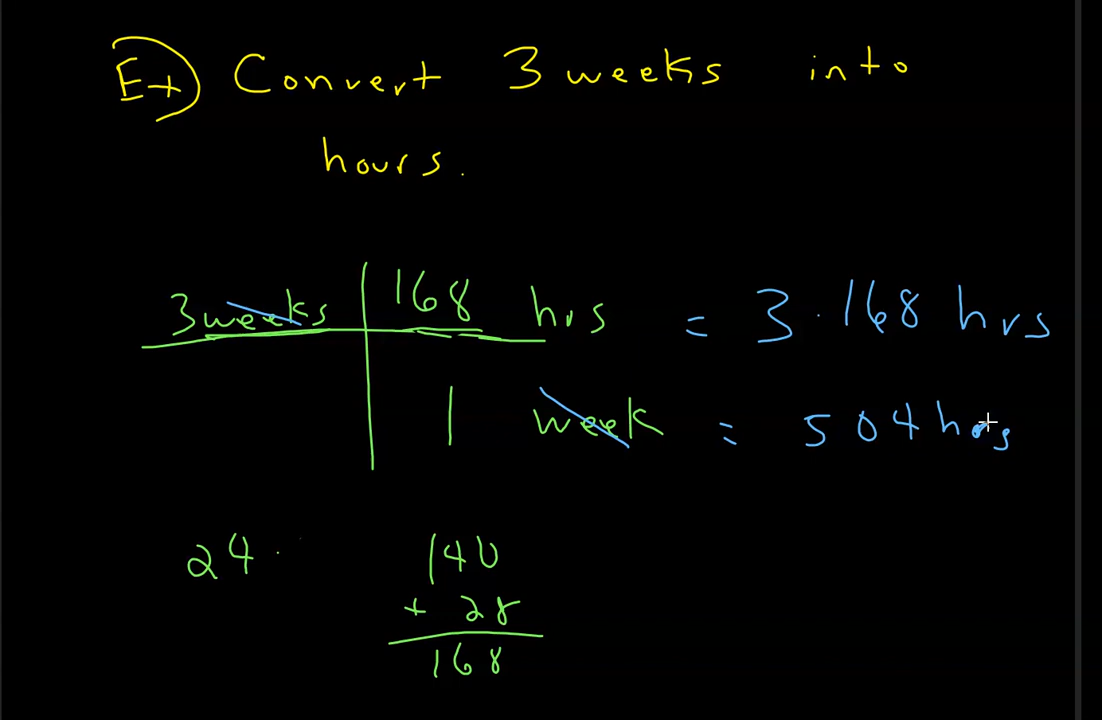 Ex) Convert 3 weeks into
hours.
3 weeks | 168 hrs = 3 · 168 hrs
1 week = 504 hrs
24 · 140
+ 28
168